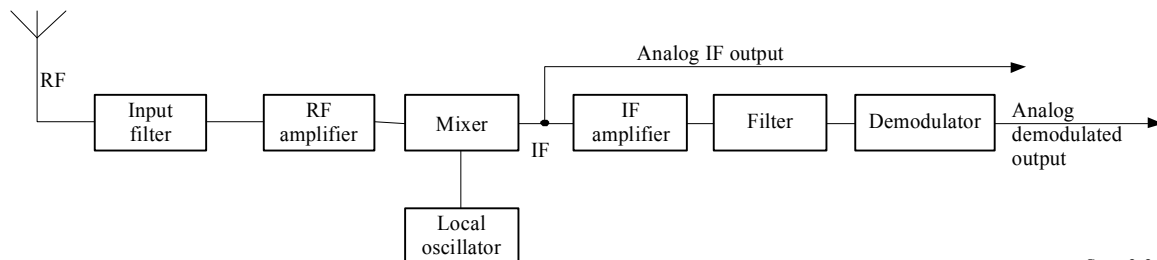 Analog IF output
RF
Input
filter
RF
amplifier
Mixer
IF
IF
amplifier
Filter
Demodulator
Analog
demodulated
output
Local
oscillator